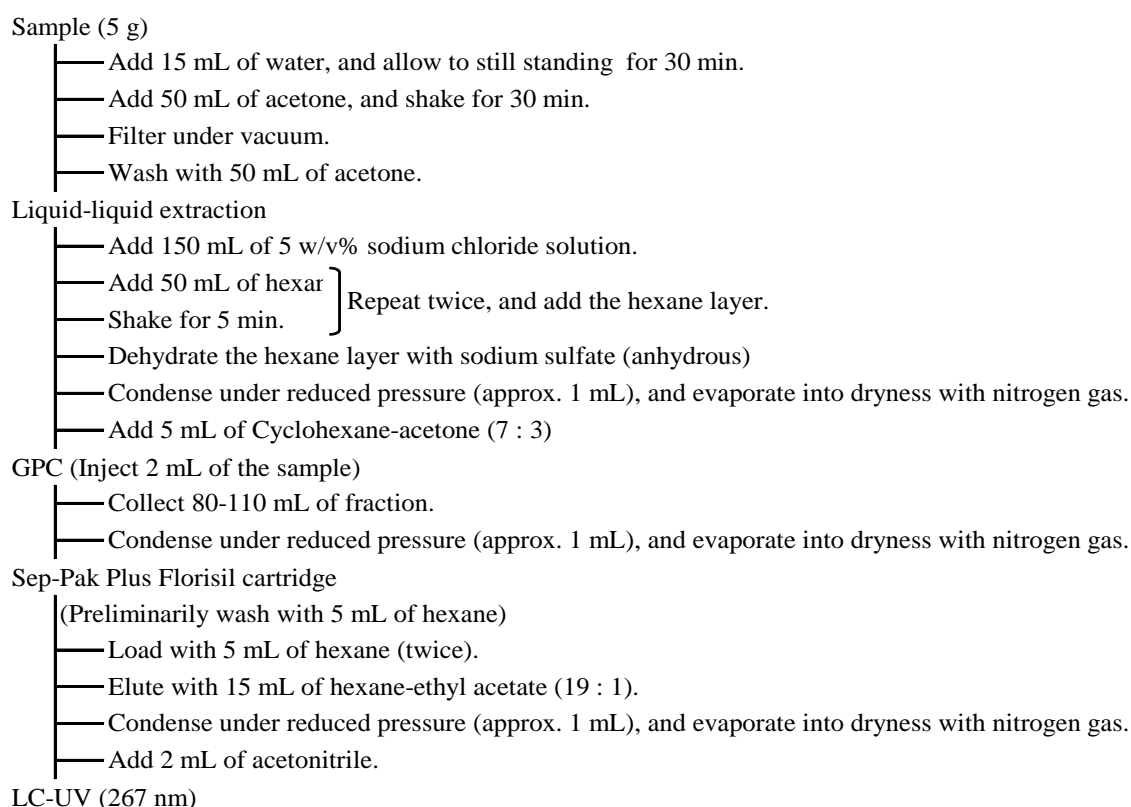 Sample (5 g)
Add 15 mL of water, and allow to still standing for 30 min.
Add 50 mL of acetone, and shake for 30 min.
Filter under vacuum.
Wash with 50 mL of acetone.
Liquid-liquid extraction
Add 150 mL of 5 w/v% sodium chloride solution.
Add 50 mL of
Repeat twice, and add the hexane layer.
Shake for 5 min.
Dehydrate the hexane layer with sodium sulfate (anhydrous)
Condense under reduced pressure (approx. 1 mL), and evaporate into dryness with nitrogen gas.
Add 5 mL of Cyclohexane-acetone (7 : 3)
GPC (Inject 2 mL of the sample)
Collect 80-110 mL of fraction.
Condense under reduced pressure (approx. 1 mL), and evaporate into dryness with nitrogen gas.
Sep-Pak Plus Florisil cartridge
(Preliminarily wash with 5 mL of hexane)
Load with 5 mL of hexane (twice).
Elute with 15 mL of hexane-ethyl acetate (19 : 1).
Condense under reduced pressure (approx. 1 mL), and evaporate into dryness with nitrogen gas.
Add 2 mL of acetonitrile.
LC-UV (267 nm)